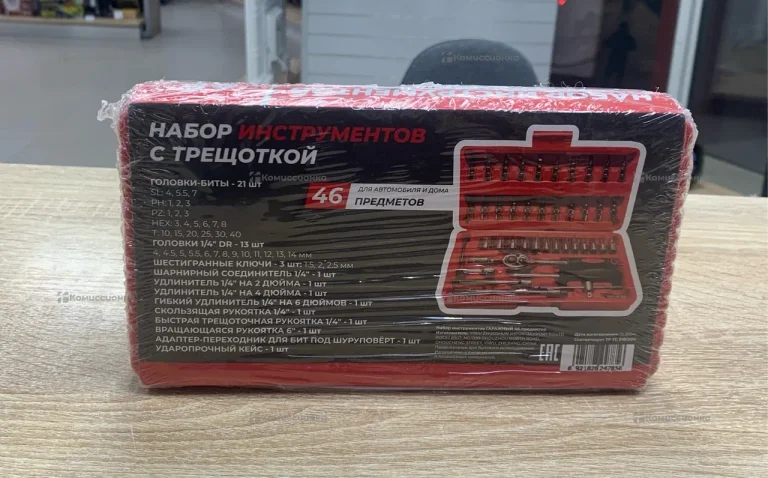 Комиссионка
НАБОР ИНСТРУМЕНТОВ
С ТРЕЩОТКОЙ
Комиссионка
46
ДЛЯ АВТОМОБИЛЯ И ДОМА
ПРЕДМЕТОВ
ГОЛОВКИ-БИТЫ - 21 шт
SL: 4, 5.5, 7
PH: 1, 2, 3
PZ: 1, 2, 3
HEX: 3, 4, 5, 6, 7, 8
T: 10, 15, 20, 25, 30, 40
ГОЛОВКИ 1/4" DR - 13 шт
4, 4.5, 5, 5.5, 6, 7, 8, 9, 10, 11, 12, 13, 14 мм
ШЕСТИГРАННЫЕ КЛЮЧИ - 3 шт: 1.5, 2, 2.5 мм
ШАРНИРНЫЙ СОЕДИНИТЕЛЬ 1/4" - 1 шт
УДЛИНИТЕЛЬ 1/4" НА 2 ДЮЙМА - 1 шт
УДЛИНИТЕЛЬ 1/4" НА 4 ДЮЙМА - 1 шт
ГИБКИЙ УДЛИНИТЕЛЬ 1/4" НА 6 ДЮЙМОВ - 1 шт
СКОЛЬЗЯЩАЯ РУКОЯТКА 1/4" - 1 шт
БЫСТРАЯ ТРЕЩОТОЧНАЯ РУКОЯТКА 1/4" - 1 шт
ВРАЩАЮЩАЯСЯ РУКОЯТКА 6" - 1 шт
АДАПТЕР-ПЕРЕХОДНИК ДЛЯ БИТ ПОД ШУРУПОВЁРТ - 1 шт
УДАРОПРОЧНЫЙ КЕЙС - 1 шт
EAC
Комиссионка
Комиссионка
Комиссионка